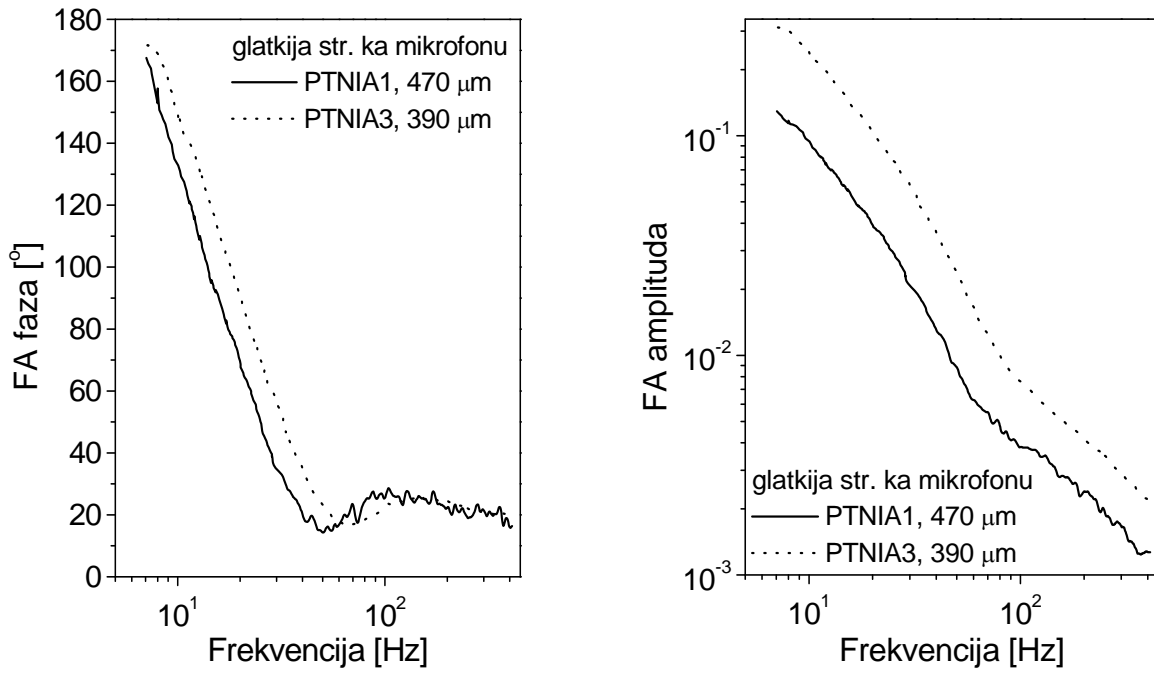 180
160
140
120
100
80
60
40
20
0
FA faza [°]
glatkija str. ka mikrofonu
PTNIA1, 470 μm
PTNIA3, 390 μm
10¹
10²
Frekvencija [Hz]
10⁻¹
10⁻²
10⁻³
FA amplituda
glatkija str. ka mikrofonu
PTNIA1, 470 μm
PTNIA3, 390 μm
10¹
10²
Frekvencija [Hz]